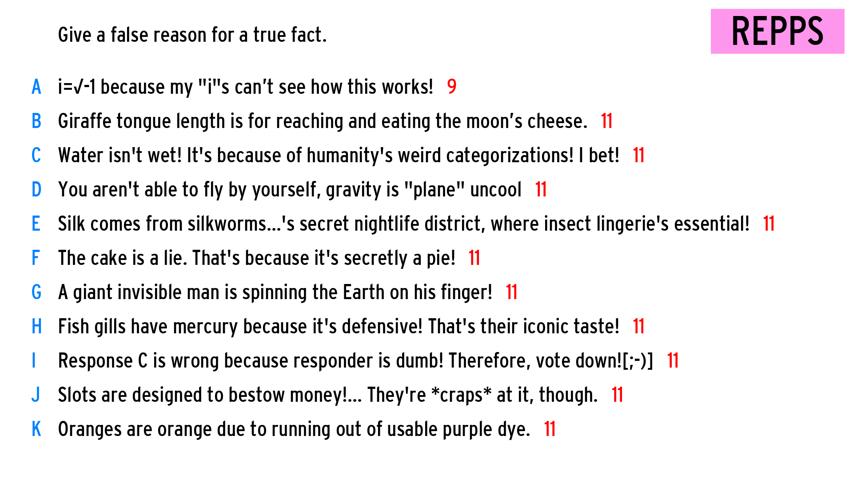 Give a false reason for a true fact.
REPPS
A i=√-1 because my "i"s can't see how this works! 9
B Giraffe tongue length is for reaching and eating the moon's cheese. 11
C Water isn't wet! It's because of humanity's weird categorizations! I bet! 11
D You aren't able to fly by yourself, gravity is "plane" uncool 11
E Silk comes from silkworms...'s secret nightlife district, where insect lingerie's essential! 11
F The cake is a lie. That's because it's secretly a pie! 11
G A giant invisible man is spinning the Earth on his finger! 11
H Fish gills have mercury because it's defensive! That's their iconic taste! 11
I Response C is wrong because responder is dumb! Therefore, vote down![;-)] 11
J Slots are designed to bestow money!... They're *craps* at it, though. 11
K Oranges are orange due to running out of usable purple dye. 11